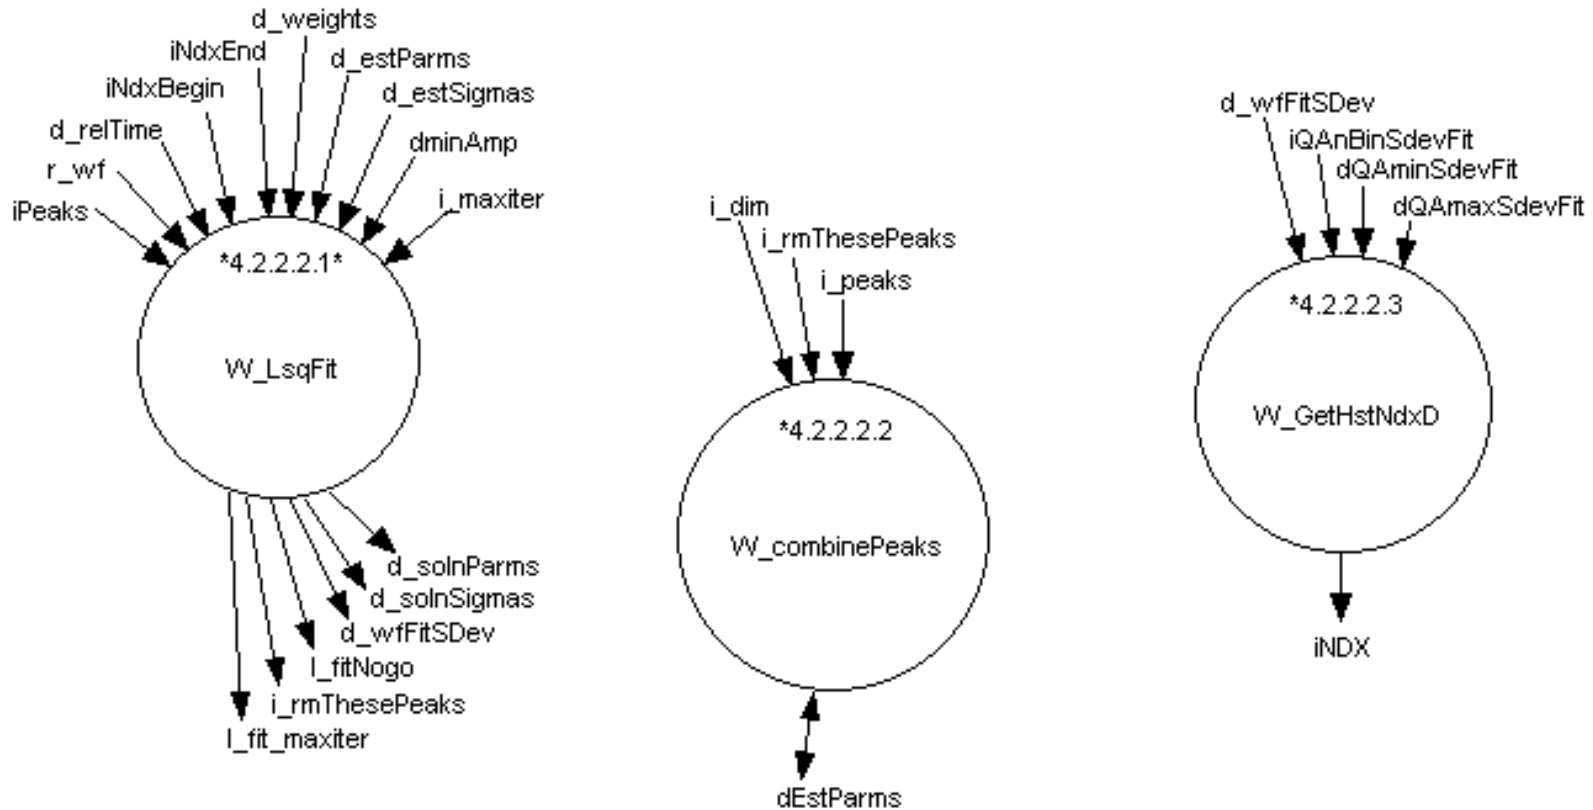 d_weights
iNdxEnd
d_estParms
iNdxBegin
d_estSigmas
d_relTime
dminAmp
r_wf
i_maxiter
iPeaks
*4.2.2.2.1*
W_LsqFit
d_solnParms
d_solnSigmas
d_wfFitSDev
l_fitNogo
i_rmThesePeaks
l_fit_maxiter
i_dim
i_rmThesePeaks
i_peaks
*4.2.2.2.2
W_combinePeaks
dEstParms
d_wfFitSDev
iQAnBinSdevFit
dQAminSdevFit
dQAmaxSdevFit
*4.2.2.2.3
W_GetHstNdxD
iNDX